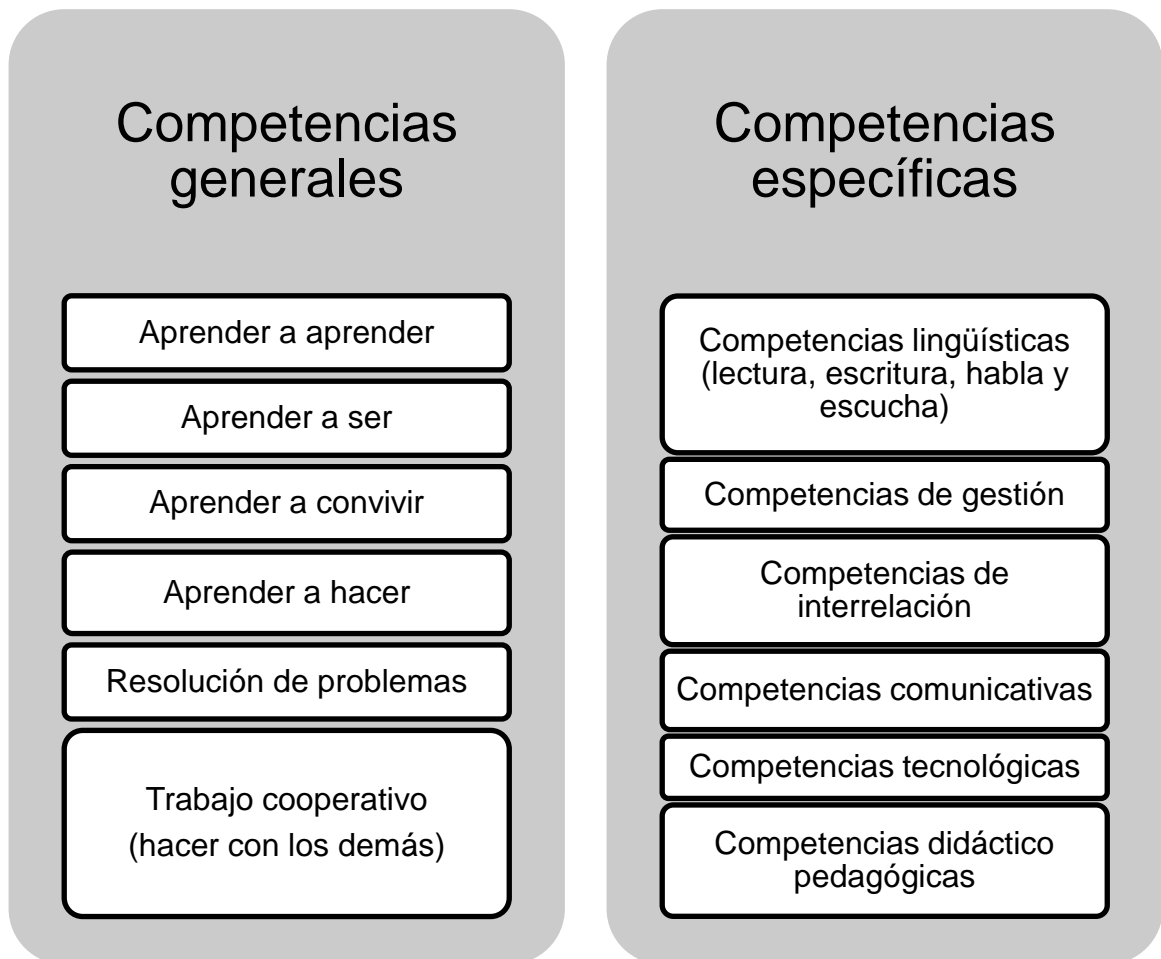 Competencias
generales
Aprender a aprender
Aprender a ser
Aprender a convivir
Aprender a hacer
Resolución de problemas
Trabajo cooperativo
(hacer con los demás)
Competencias
específicas
Competencias lingüísticas
(lectura, escritura, habla y
escucha)
Competencias de gestión
Competencias de
interrelación
Competencias comunicativas
Competencias tecnológicas
Competencias didáctico
pedagógicas